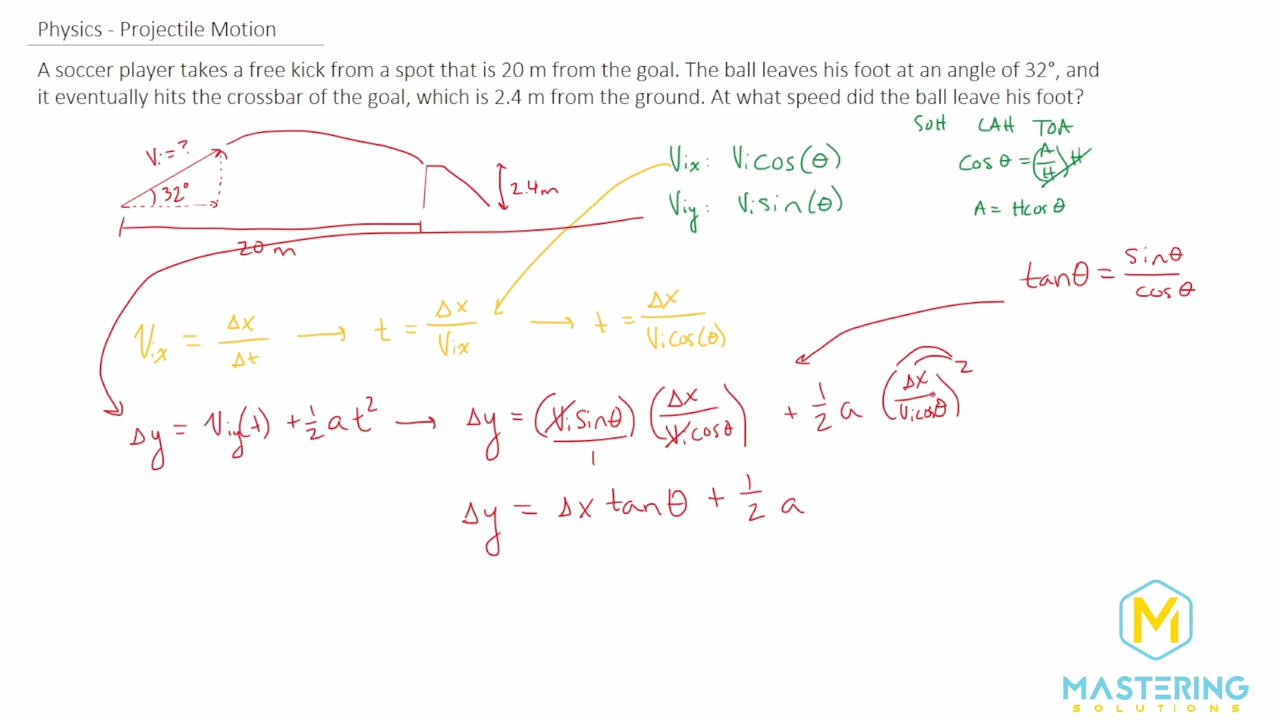 Physics - Projectile Motion
A soccer player takes a free kick from a spot that is 20 m from the goal. The ball leaves his foot at an angle of 32°, and
it eventually hits the crossbar of the goal, which is 2.4 m from the ground. At what speed did the ball leave his foot?
SOH CAH TOA
Vi = ?
32°
2.4m
20 m
Vix: Vicos(θ)
Viy: Visin(θ)
cos θ = (A/H)H
A = Hcos θ
tanθ = sinθ/cosθ
Vix = Δx/Δt → t = Δx/Vix → t = Δx/Vicos(θ)
Δy = Viy(t) + 1/2 at² → Δy = (Visinθ)/1 (Δx/Vicosθ) + 1/2 a (Δx/Vicosθ)²
Δy = Δx tanθ + 1/2 a
M
MASTERING
SOLUTIONS